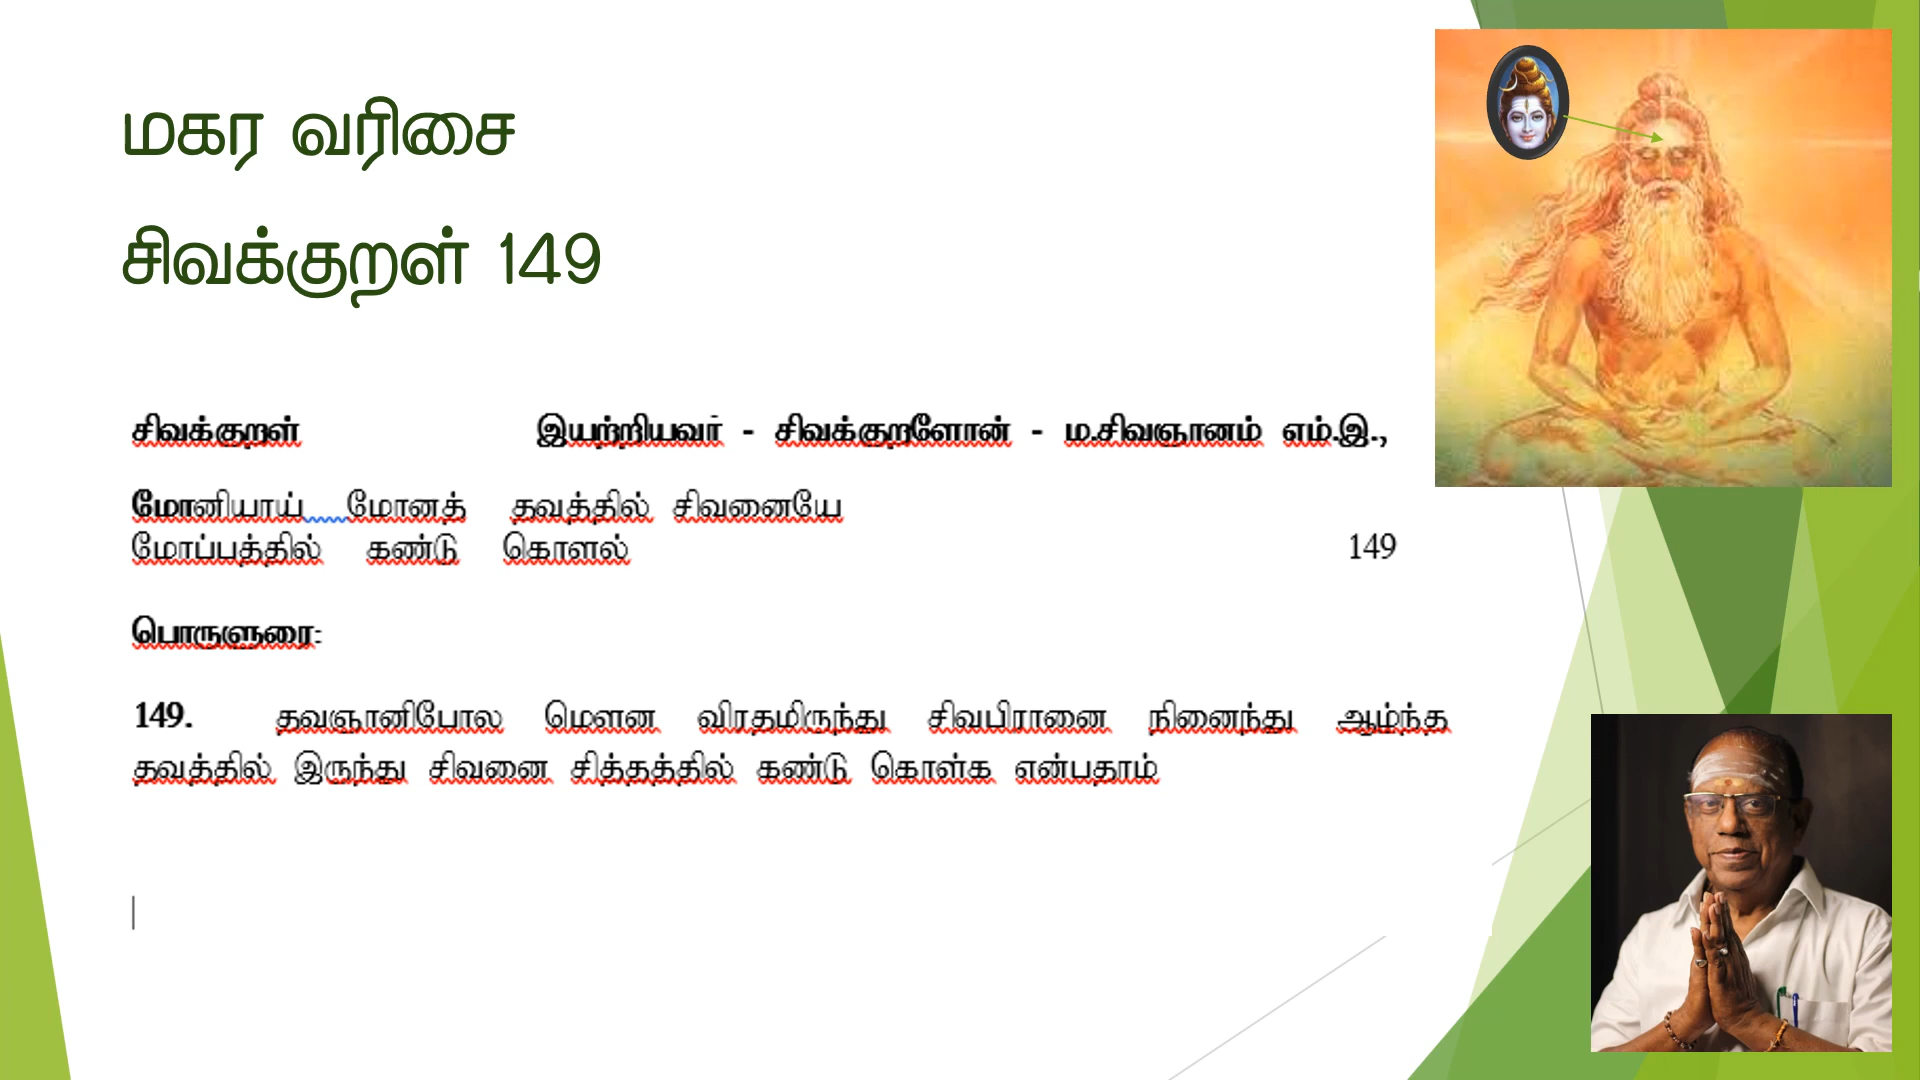 மகர வரிசை
சிவக்குறள் 149
சிவக்குறள் இயற்றியவர் - சிவக்குறளோன் - ம.சிவஞானம் எம்.இ.,
மோனியாய் மோனத் தவத்தில் சிவனையே
மோப்பத்தில் கண்டு கொளல் 149
பொருளுரை:
149. தவஞானிபோல மௌன விரதமிருந்து சிவபிரானை நினைந்து ஆழ்ந்த
தவத்தில் இருந்து சிவனை சித்தத்தில் கண்டு கொள்க என்பதாம்